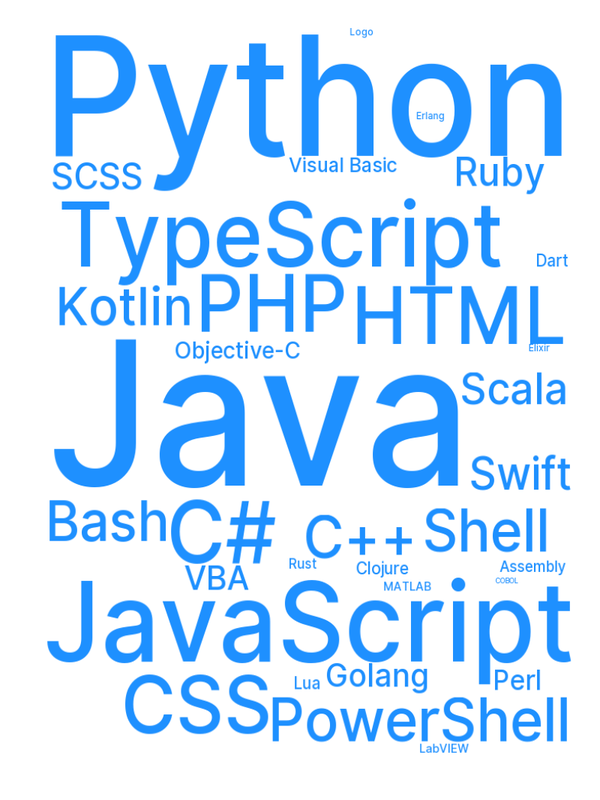 Logo
Python
Erlang
SCSS
Visual Basic
Ruby
TypeScript
Dart
Kotlin
PHP
HTML
Objective-C
Elixir
Java
Scala
Swift
Bash
C#
C++
Shell
Rust
Clojure
Assembly
VBA
MATLAB
COBOL
JavaScript
Lua
Golang
Perl
CSS
PowerShell
LabVIEW